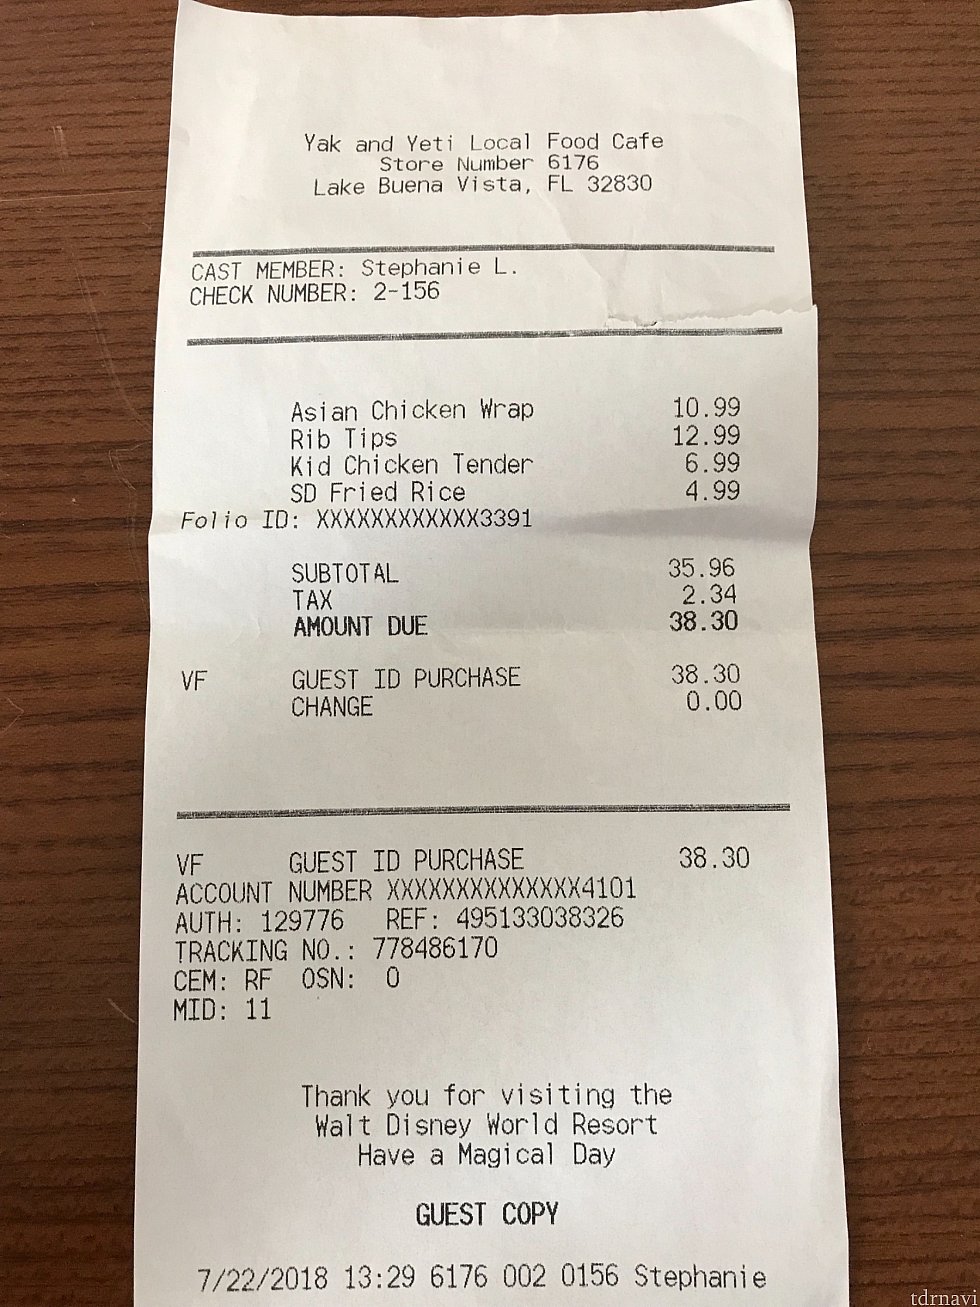 Yak and Yeti Local Food Cafe
Store Number 6176
Lake Buena Vista, FL 32830
CAST MEMBER: Stephanie L.
CHECK NUMBER: 2-156
Asian Chicken Wrap 10.99
Rib Tips 12.99
Kid Chicken Tender 6.99
SD Fried Rice 4.99
Folio ID: XXXXXXXXXXXX3391
SUBTOTAL 35.96
TAX 2.34
AMOUNT DUE 38.30
VF GUEST ID PURCHASE 38.30
CHANGE 0.00
VF GUEST ID PURCHASE 38.30
ACCOUNT NUMBER XXXXXXXXXXXXXX4101
AUTH: 129776 REF: 495133038326
TRACKING NO.: 778486170
CEM: RF OSN: 0
MID: 11
Thank you for visiting the
Walt Disney World Resort
Have a Magical Day
GUEST COPY
7/22/2018 13:29 6176 002 0156 Stephanie
tdrnavi